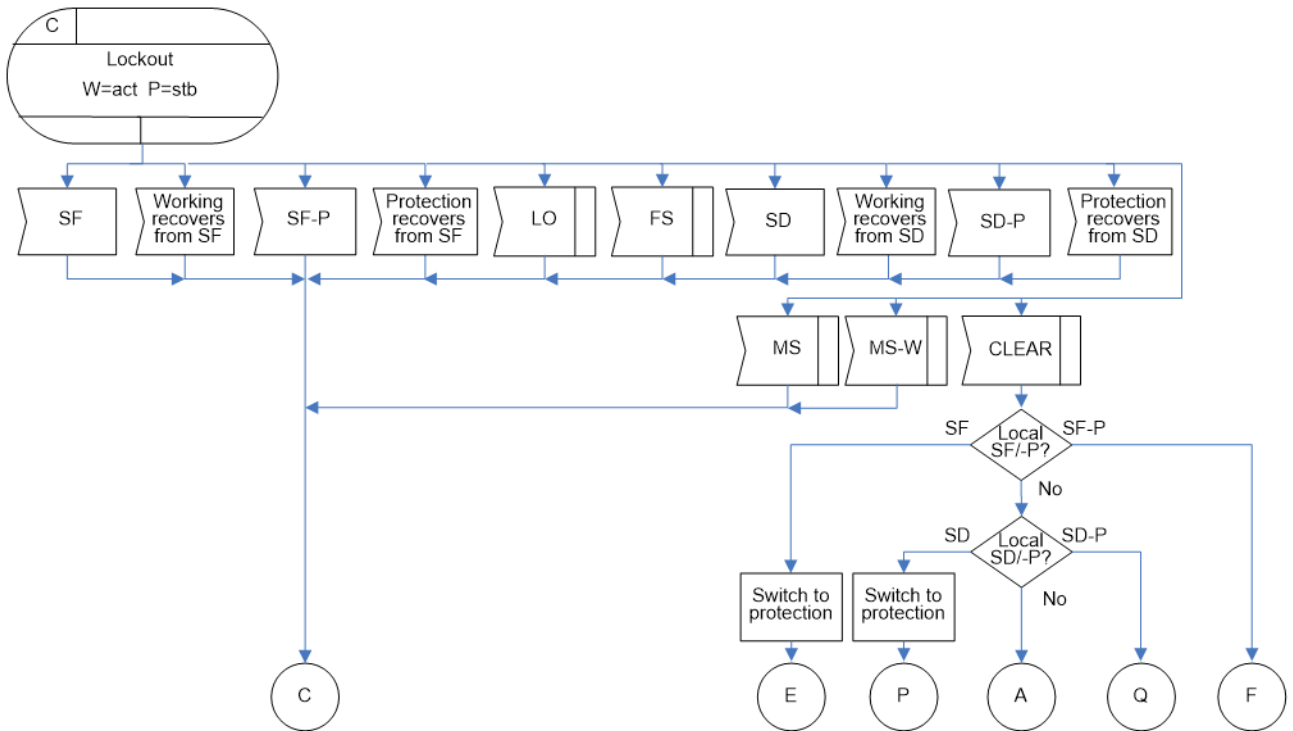 C
Lockout
W=act P=stb
SF
Working
recovers
from SF
SF-P
Protection
recovers
from SF
LO
FS
SD
Working
recovers
from SD
SD-P
Protection
recovers
from SD
MS
MS-W
CLEAR
SF
Local
SF/-P?
SF-P
No
SD
Local
SD/-P?
SD-P
No
Switch to
protection
Switch to
protection
C
E
P
A
Q
F